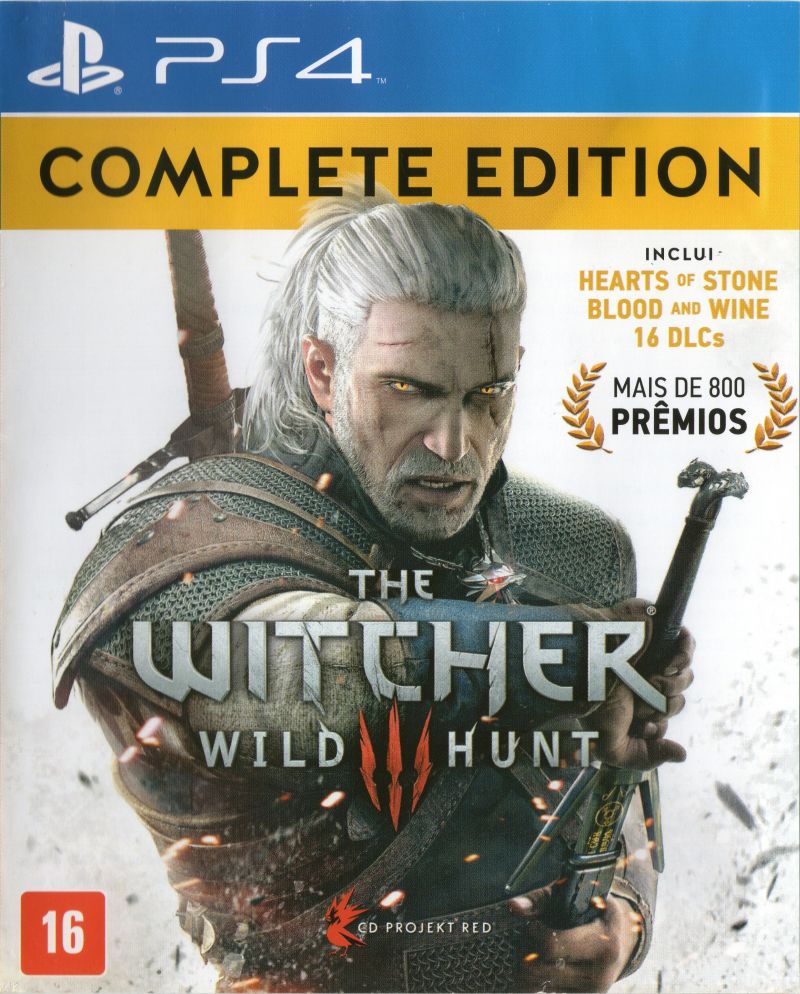 PS4™
COMPLETE EDITION
INCLUI
HEARTS OF STONE
BLOOD AND WINE
16 DLCs
MAIS DE 800
PRÊMIOS
THE
WITCHER®
WILD HUNT
16
CD PROJEKT RED